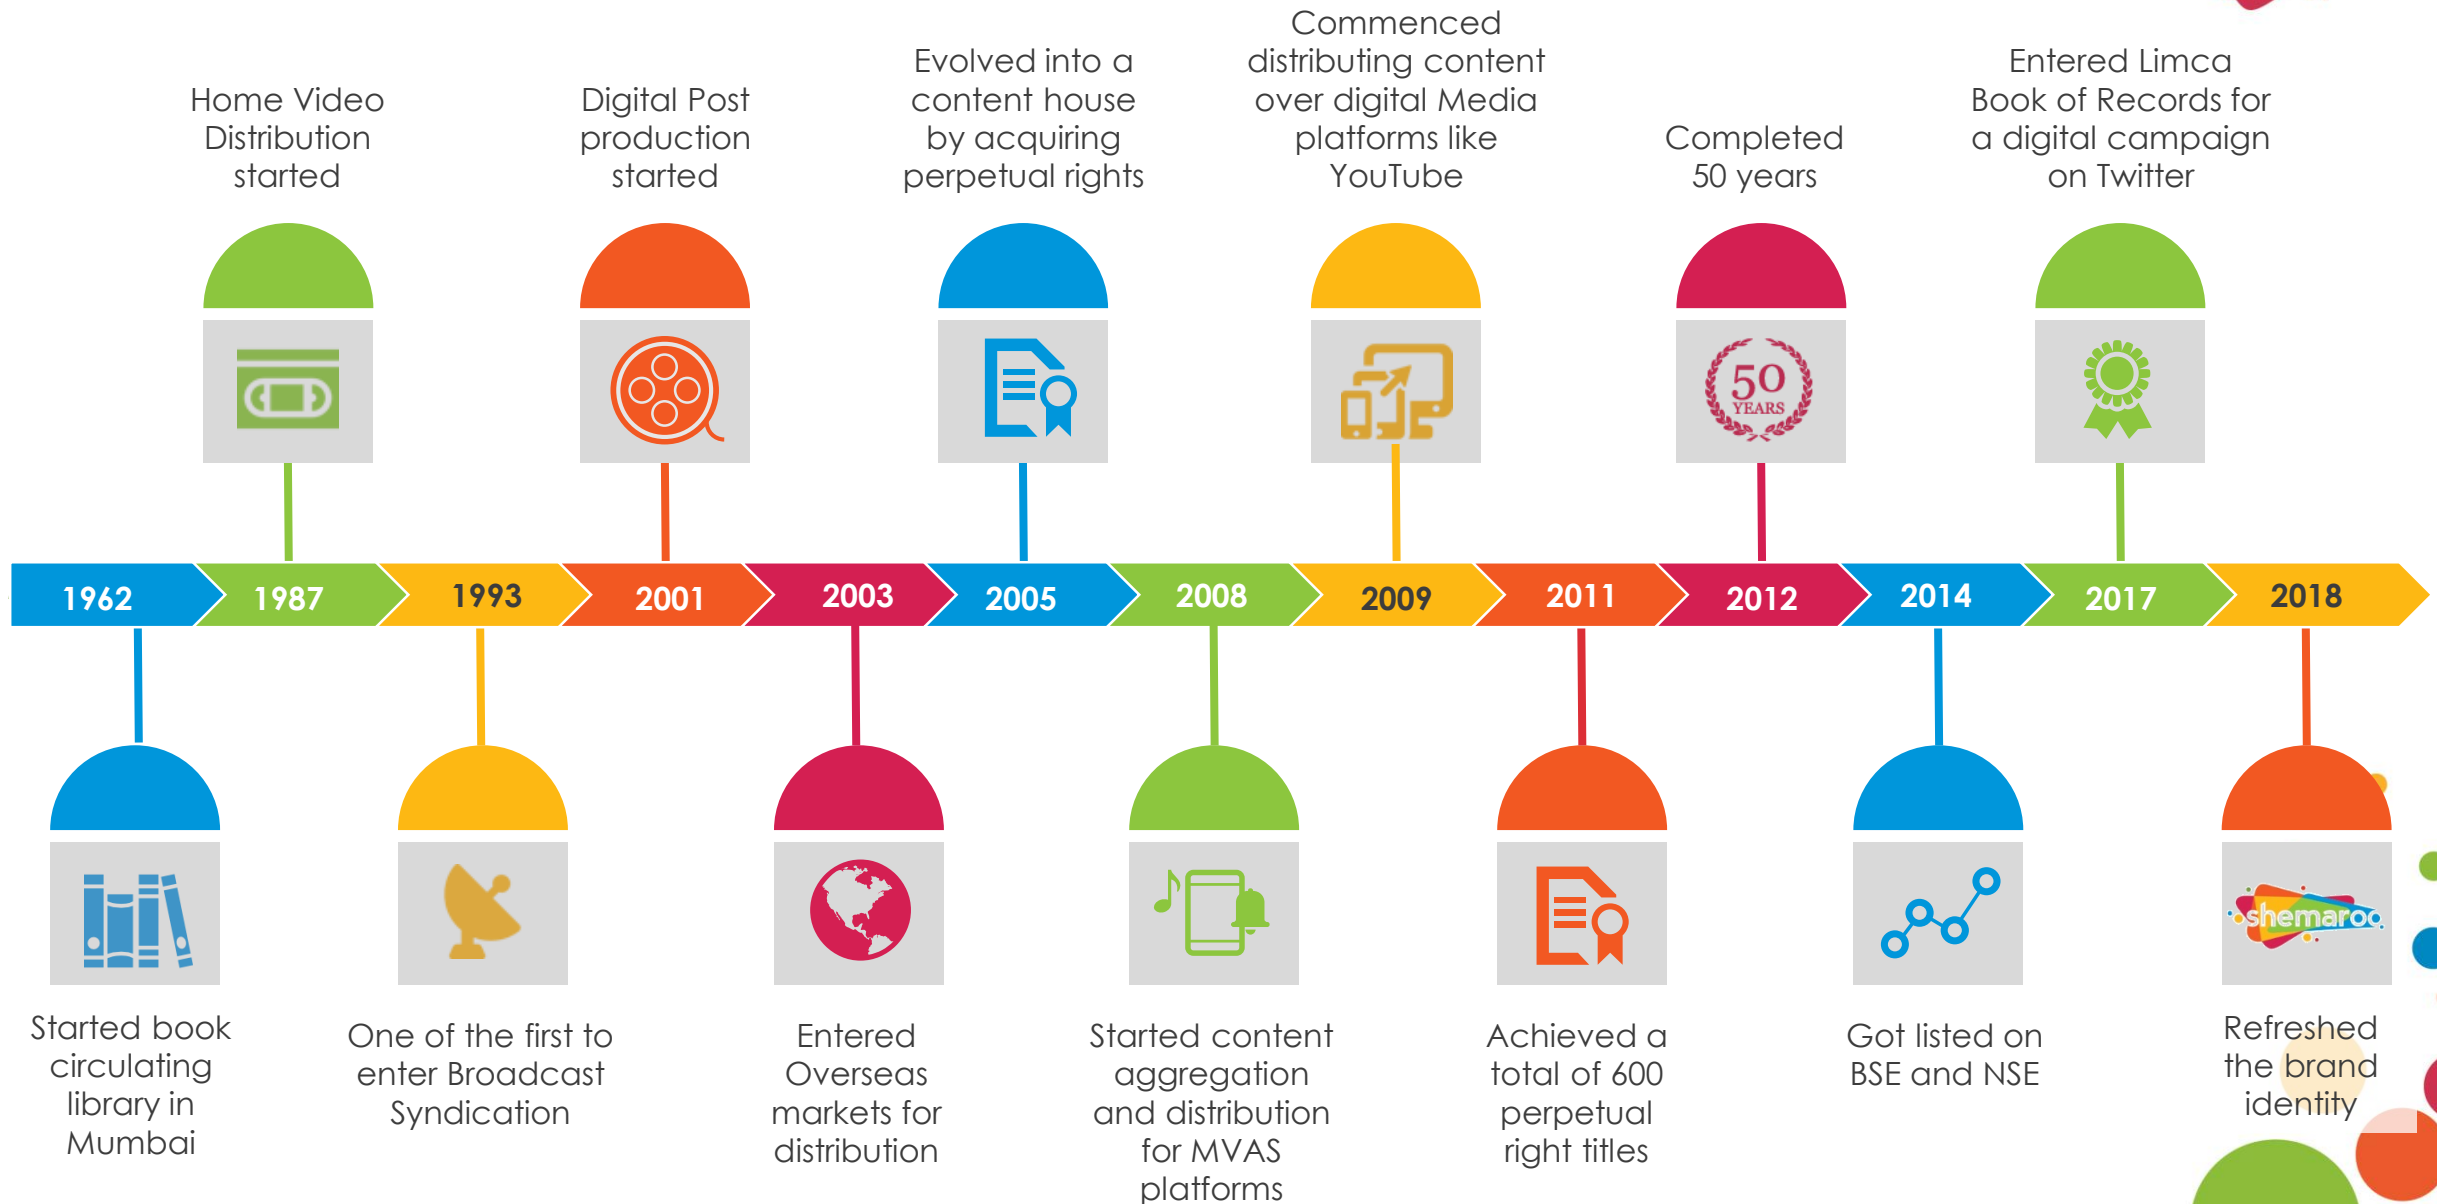 Home Video
Distribution
started
Digital Post
production
started
Evolved into a
content house
by acquiring
perpetual rights
Commenced
distributing content
over digital Media
platforms like
YouTube
Completed
50 years
Entered Limca
Book of Records for
a digital campaign
on Twitter
50
YEARS
1962
1987
1993
2001
2003
2005
2008
2009
2011
2012
2014
2017
2018
shemaroo
Started book
circulating
library in
Mumbai
One of the first to
enter Broadcast
Syndication
Entered
Overseas
markets for
distribution
Started content
aggregation
and distribution
for MVAS
platforms
Achieved a
total of 600
perpetual
right titles
Got listed on
BSE and NSE
Refreshed
the brand
identity